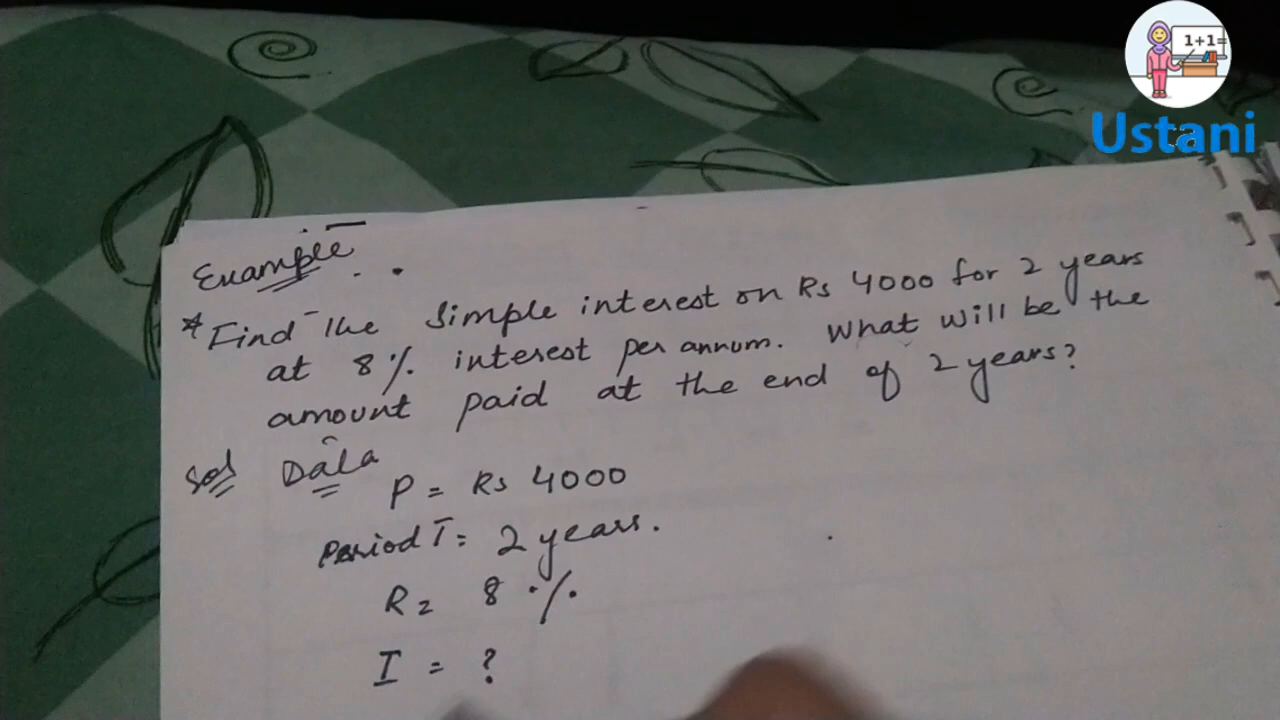 1+1=
Ustani
Example
* Find the Simple interest on Rs 4000 for 2 years
at 8% interest per annum. What will be the
amount paid at the end of 2 years?
Sol Data
P = Rs 4000
Period T = 2 years.
R = 8 %
I = ?